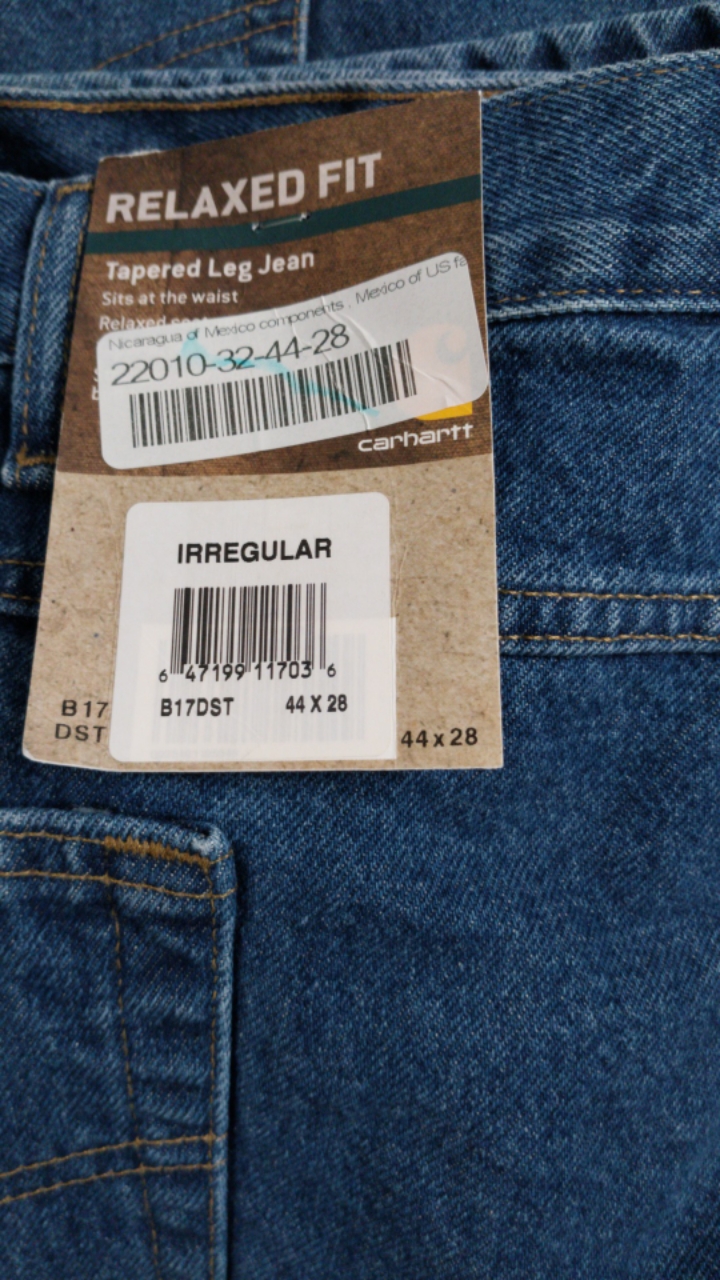 RELAXED FIT
Tapered Leg Jean
Sits at the waist
Relaxed
Nicaragua of Mexico components . Mexico of US
22010-32-44-28
carhartt
IRREGULAR
6 47199 11703 6
B17DST 44 X 28
B17
DST
44 x 28